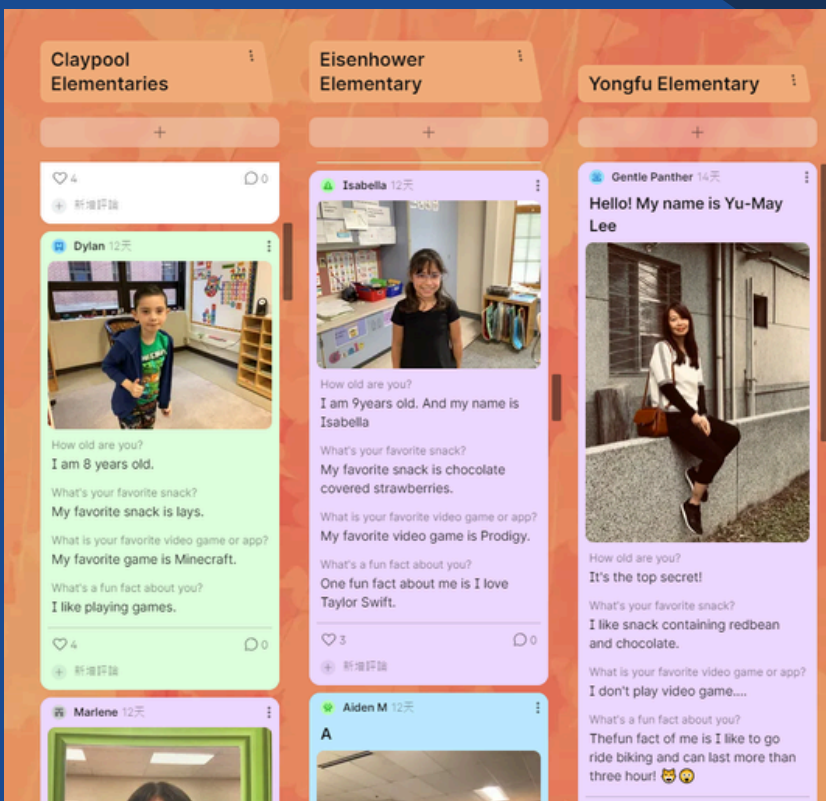 Claypool
Elementaries
+
4
0
+ 新增評論
Dylan 12天
How old are you?
I am 8 years old.
What's your favorite snack?
My favorite snack is lays.
What is your favorite video game or app?
My favorite game is Minecraft.
What's a fun fact about you?
I like playing games.
4
0
+ 新增評論
Marlene 12天
Eisenhower
Elementary
+
Isabella 12天
How old are you?
I am 9years old. And my name is
Isabella
What's your favorite snack?
My favorite snack is chocolate
covered strawberries.
What is your favorite video game or app?
My favorite video game is Prodigy.
What's a fun fact about you?
One fun fact about me is I love
Taylor Swift.
3
0
+ 新增評論
Aiden M 12天
A
Yongfu Elementary
+
Gentle Panther 14天
Hello! My name is Yu-May
Lee
How old are you?
It's the top secret!
What's your favorite snack?
I like snack containing redbean
and chocolate.
What is your favorite video game or app?
I don't play video game....
What's a fun fact about you?
Thefun fact of me is I like to go
ride biking and can last more than
three hour! 😼😮